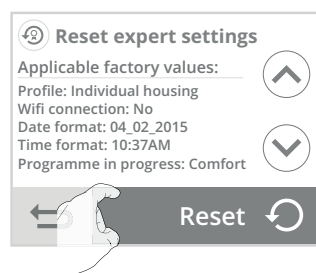 Reset expert settings
Applicable factory values:
Profile: Individual housing
Wifi connection: No
Date format: 04_02_2015
Time format: 10:37AM
Programme in progress: Comfort
Reset